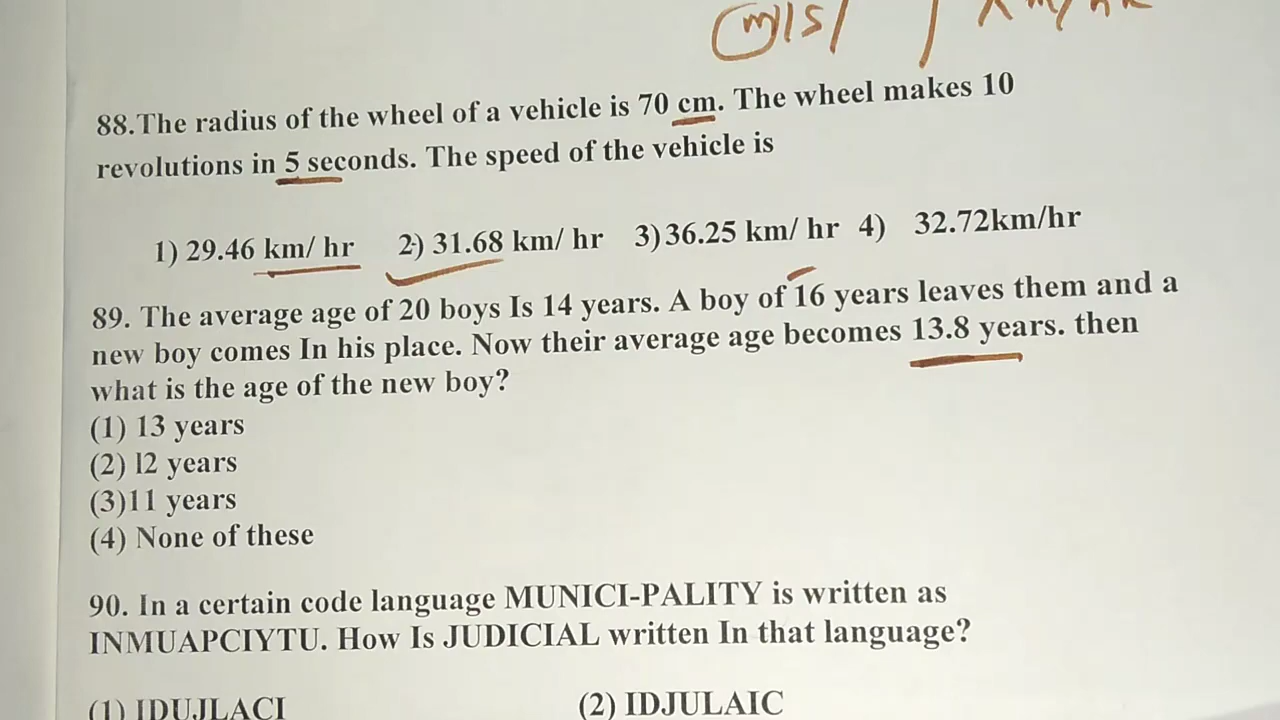 m/s/
88.The radius of the wheel of a vehicle is 70 cm. The wheel makes 10
revolutions in 5 seconds. The speed of the vehicle is
1) 29.46 km/ hr 2) 31.68 km/ hr 3)36.25 km/ hr 4) 32.72km/hr
89. The average age of 20 boys Is 14 years. A boy of 16 years leaves them and a
new boy comes In his place. Now their average age becomes 13.8 years. then
what is the age of the new boy?
(1) 13 years
(2) 12 years
(3)11 years
(4) None of these
90. In a certain code language MUNICI-PALITY is written as
INMUAPCIYTU. How Is JUDICIAL written In that language?
(1) IDUJLACI (2) IDJULAIC